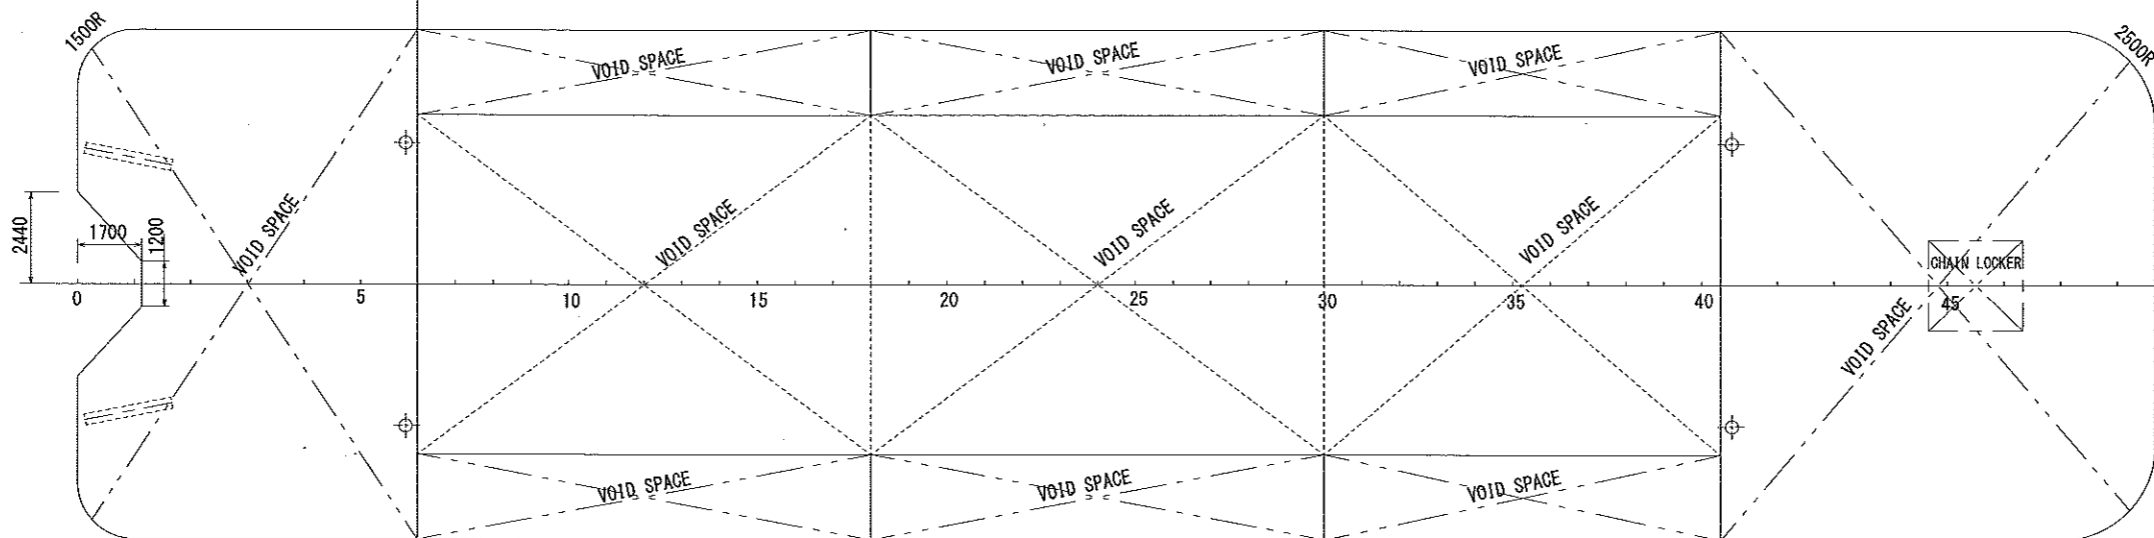 1500R
2500R
VOID SPACE
VOID SPACE
VOID SPACE
VOID SPACE
VOID SPACE
VOID SPACE
VOID SPACE
2440
1700
1200
CHAIN LOCKER
0
5
10
15
20
25
30
35
40
45
VOID SPACE
VOID SPACE
VOID SPACE
VOID SPACE